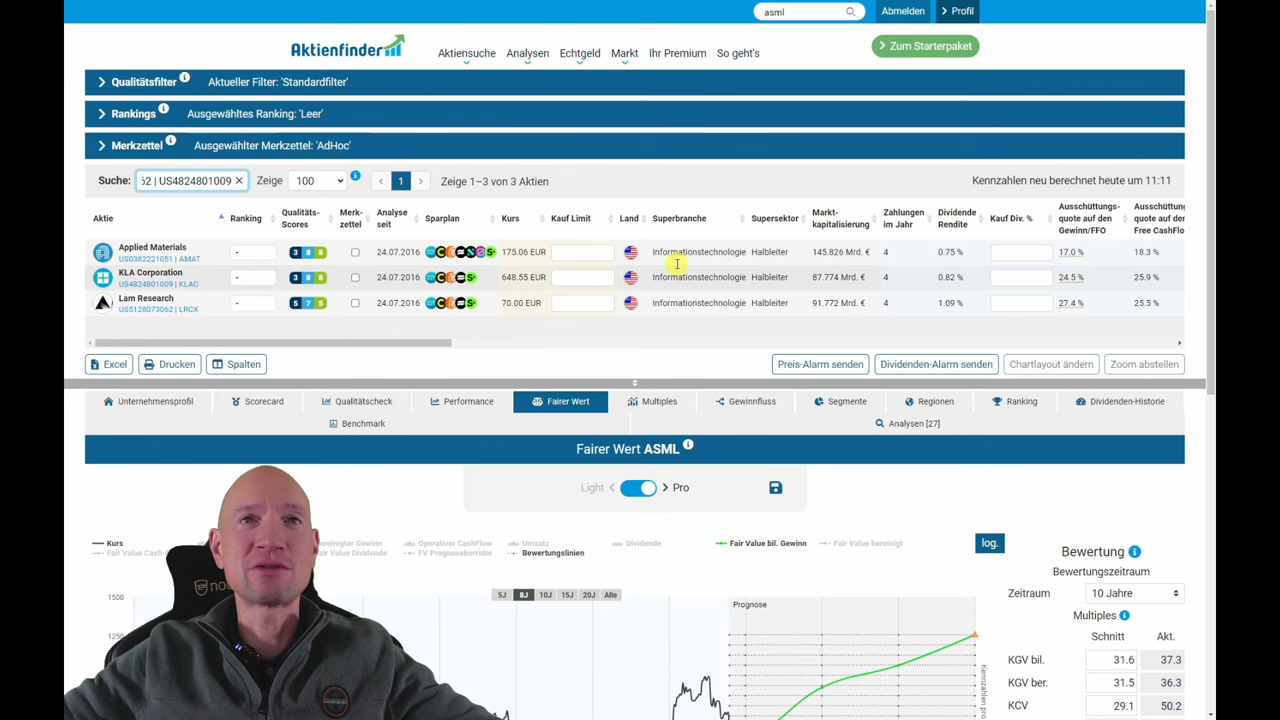 asml
Abmelden
Profil
Aktienfinder
Aktiensuche
Analysen
Echtgeld
Markt
Ihr Premium
So geht's
Zum Starterpaket
Qualitätsfilter
Aktueller Filter: 'Standardfilter'
Rankings
Ausgewähltes Ranking: 'Leer'
Merkzettel
Ausgewählter Merkzettel: 'AdHoc'
Suche:
62 | US4824801009
Zeige
100
1
Zeige 1–3 von 3 Aktien
Kennzahlen neu berechnet heute um 11:11
Aktie
Ranking
Qualitäts-
Scores
Merk-
zettel
Analyse
seit
Sparplan
Kurs
Kauf Limit
Land
Superbranche
Supersektor
Markt-
kapitalisierung
Zahlungen
im Jahr
Dividende
Rendite
Kauf Div. %
Ausschüttungs-
quote auf den
Gewinn/FFO
Ausschüttung
quote auf den
Free CashFlo
Applied Materials
US0382221051 | AMAT
- 3 8 8 24.07.2016 175.06 EUR Informationstechnologie Halbleiter 145.826 Mrd. € 4 0.75 % 17.0 % 18.3 %
KLA Corporation
US4824801009 | KLAC
- 3 8 8 24.07.2016 648.55 EUR Informationstechnologie Halbleiter 87.774 Mrd. € 4 0.82 % 24.5 % 25.9 %
Lam Research
US5128073062 | LRCX
- 5 7 8 24.07.2016 70.00 EUR Informationstechnologie Halbleiter 91.772 Mrd. € 4 1.09 % 27.4 % 25.5 %
Excel
Drucken
Spalten
Preis-Alarm senden
Dividenden-Alarm senden
Chartlayout ändern
Zoom abstellen
Unternehmensprofil
Scorecard
Qualitätscheck
Performance
Fairer Wert
Multiples
Gewinnfluss
Segmente
Regionen
Ranking
Dividenden-Historie
Benchmark
Analysen [27]
Fairer Wert ASML
Light
Pro
Kurs
Operativer CashFlow
Umsatz
Dividende
Fair Value bil. Gewinn
Fair Value bereinigt
Fair Value Dividende
FV Prognosekorridor
Bewertungslinien
log.
5J
8J
10J
15J
20J
Alle
1500
1250
Prognose
Kennzahlen pro
Bewertung
Bewertungszeitraum
Zeitraum
10 Jahre
Multiples
Schnitt
Akt.
KGV bil. 31.6 37.3
KGV ber. 31.5 36.3
KCV 29.1 50.2